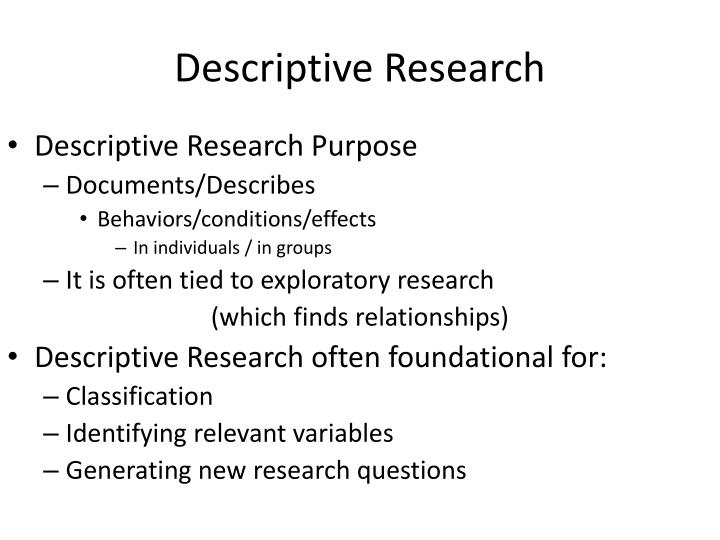 Descriptive Research
• Descriptive Research Purpose
– Documents/Describes
• Behaviors/conditions/effects
– In individuals / in groups
– It is often tied to exploratory research
(which finds relationships)
• Descriptive Research often foundational for:
– Classification
– Identifying relevant variables
– Generating new research questions